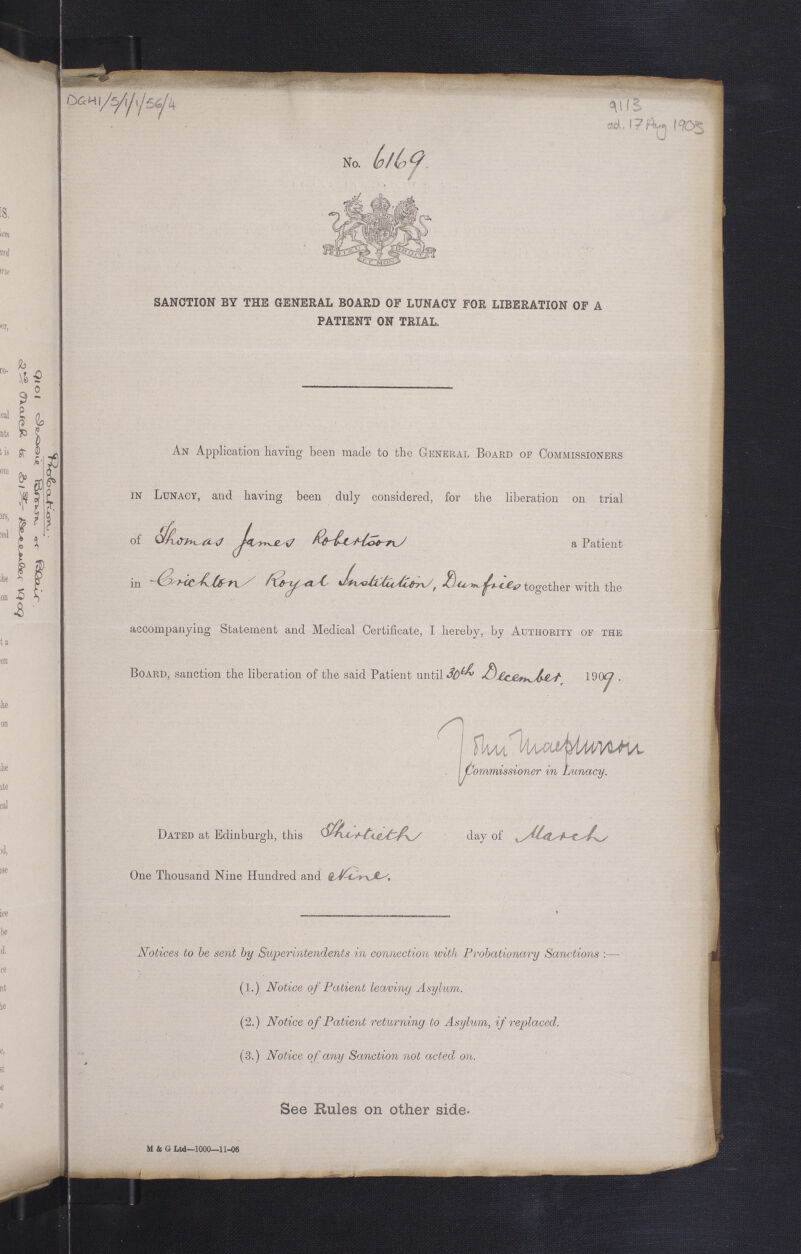 DGH1/5/1/1/56/4
9113
ad. 17 Aug 1905
No. 6169.
DIEU ET MON DROIT
SANCTION BY THE GENERAL BOARD OF LUNACY FOR LIBERATION OF A
PATIENT ON TRIAL.
AN Application having been made to the GENERAL BOARD OF COMMISSIONERS
IN LUNACY, and having been duly considered, for the liberation on trial
of Thomas James Robertson a Patient
in Crichton Royal Institution, Dumfries together with the
accompanying Statement and Medical Certificate, I hereby, by AUTHORITY OF THE
BOARD, sanction the liberation of the said Patient until 30th December, 1909.
John Macpherson
Commissioner in Lunacy.
DATED at Edinburgh, this Thirtieth day of March
One Thousand Nine Hundred and Nine.
Notices to be sent by Superintendents in connection with Probationary Sanctions :—
(1.) Notice of Patient leaving Asylum.
(2.) Notice of Patient returning to Asylum, if replaced.
(3.) Notice of any Sanction not acted on.
See Rules on other side.
M & G Ltd—1000—11-06
Probation:
9101 Jessie Brown or Blair
March to 31st December 1909